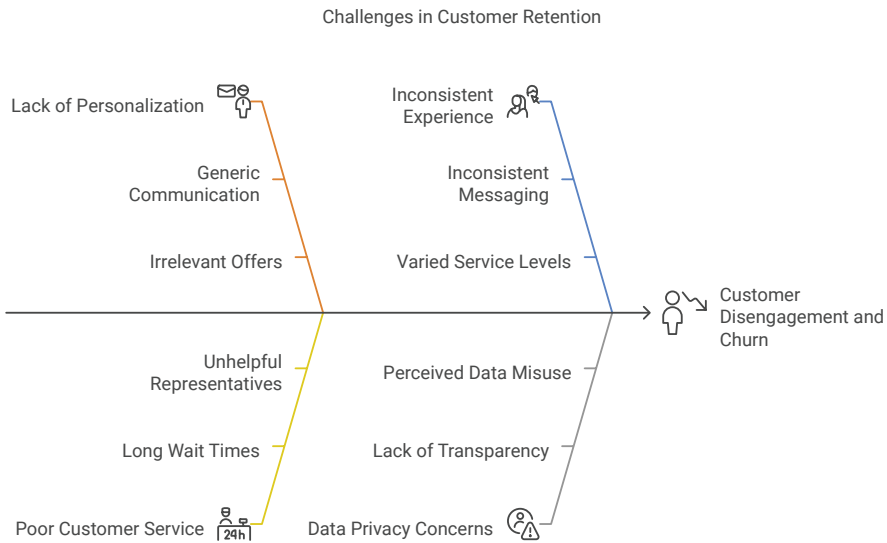 Challenges in Customer Retention
Lack of Personalization
Generic
Communication
Irrelevant Offers
Inconsistent
Experience
Inconsistent
Messaging
Varied Service Levels
Customer
Disengagement and
Churn
Unhelpful
Representatives
Long Wait Times
Poor Customer Service
24h
Perceived Data Misuse
Lack of Transparency
Data Privacy Concerns